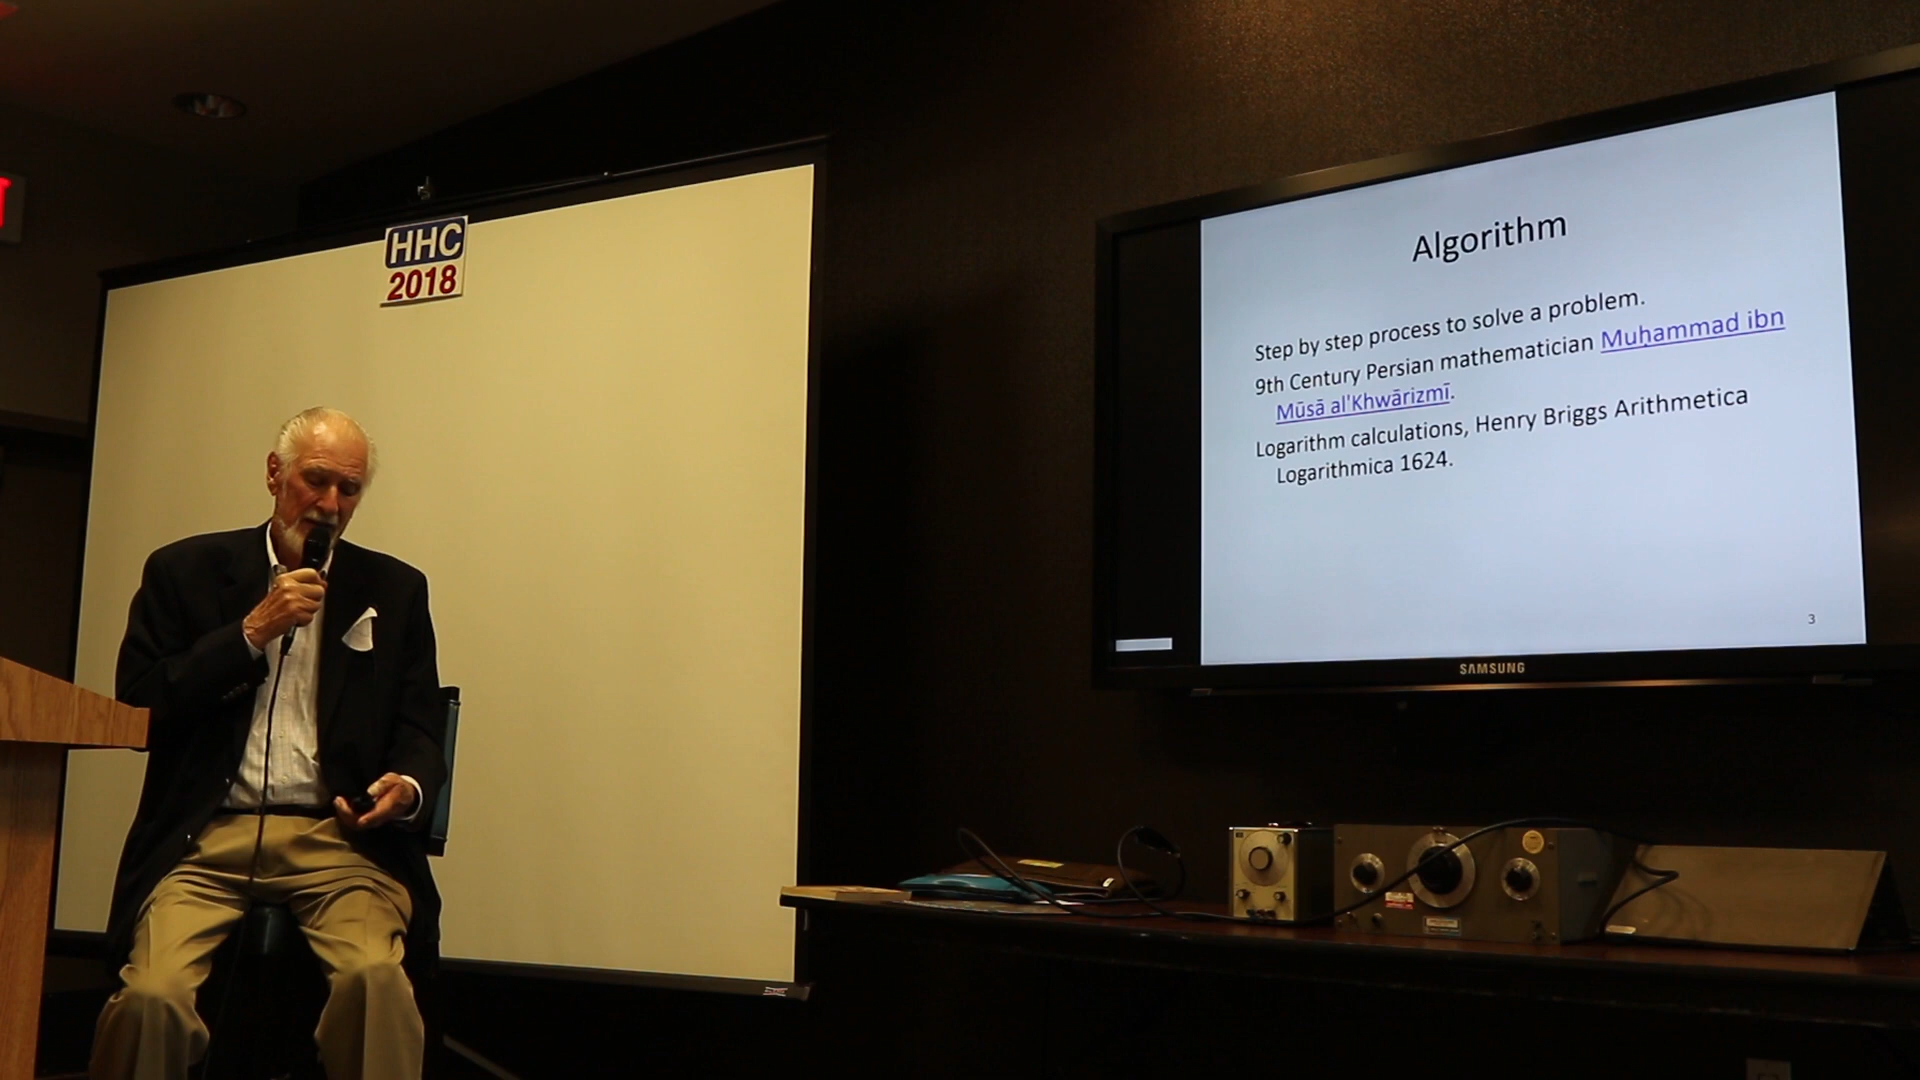 HHC
2018
Algorithm
Step by step process to solve a problem.
9th Century Persian mathematician Muḥammad ibn
Mūsā al'Khwārizmī.
Logarithm calculations, Henry Briggs Arithmetica
Logarithmica 1624.
3
SAMSUNG